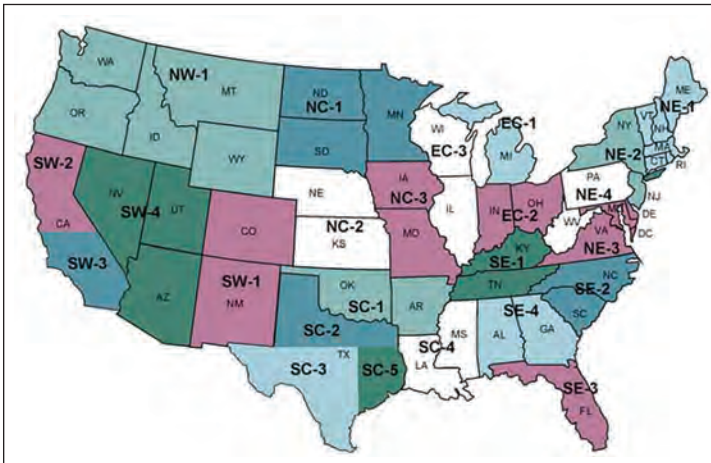 WA
NW-1
MT
ND
NC-1
MN
OR
ID
WY
SD
WI
EC-3
EC-1
MI
ME
NE-1
VT
NH
NY
MA
CT
RI
NE-2
SW-2
NV
SW-4
UT
CA
SW-3
AZ
CO
SW-1
NM
NE
NC-2
KS
IA
NC-3
MO
IL
IN
OH
EC-2
PA
NE-4
NJ
WV
MD
DE
DC
VA
NE-3
KY
SE-1
TN
NC
SE-2
SC
OK
SC-1
AR
SC-2
TX
SC-3
SC-5
SC-4
LA
MS
SE-4
AL
GA
SE-3
FL